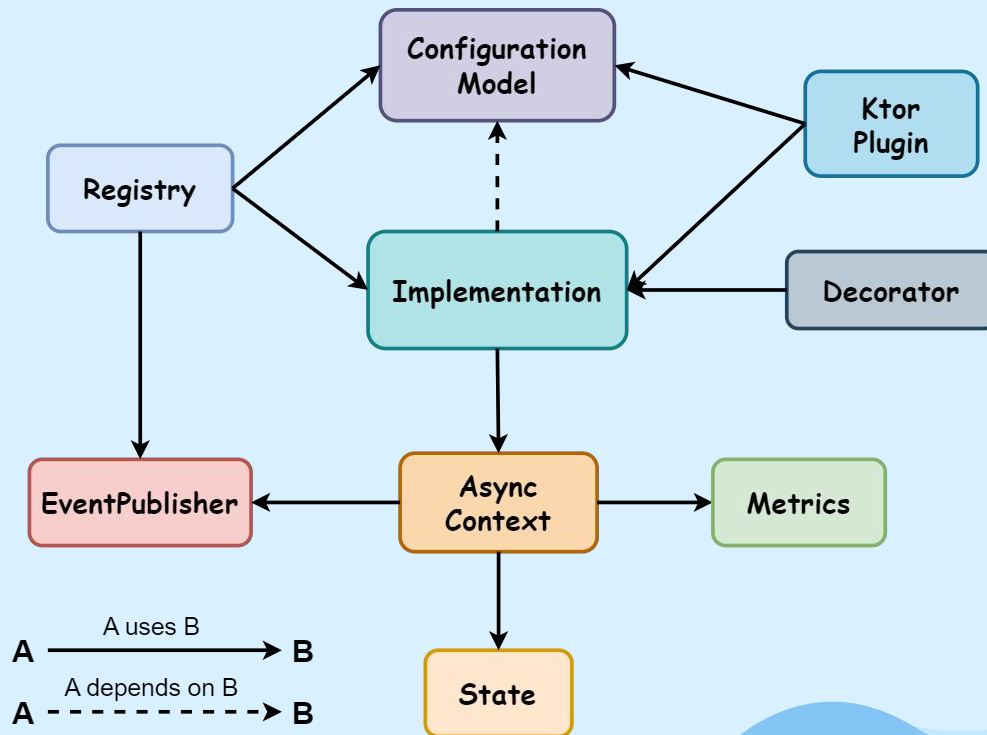 Configuration
Model
Ktor
Plugin
Registry
Implementation
Decorator
EventPublisher
Async
Context
Metrics
A uses B
A
B
A depends on B
A
B
State